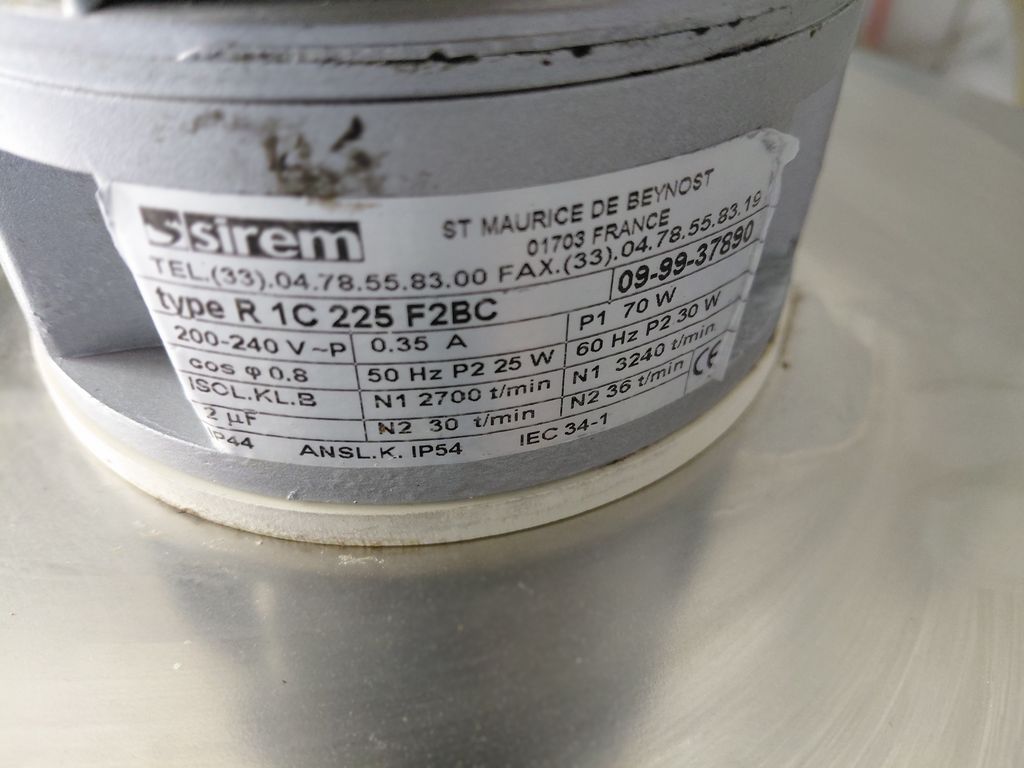 sirem
ST MAURICE DE BEYNOST
01703 FRANCE
TEL.(33).04.78.55.83.00 FAX.(33).04.78.55.83.19
type R 1C 225 F2BC 09-99-37890
200-240 V ~P 0.35 A P1 70 W
cos φ 0.8 50 Hz P2 25 W 60 Hz P2 30 W
ISOL.KL.B N1 2700 t/min N1 3240 t/min
2 µF N2 30 t/min N2 36 t/min CE
P44 ANSL.K. IP54 IEC 34-1